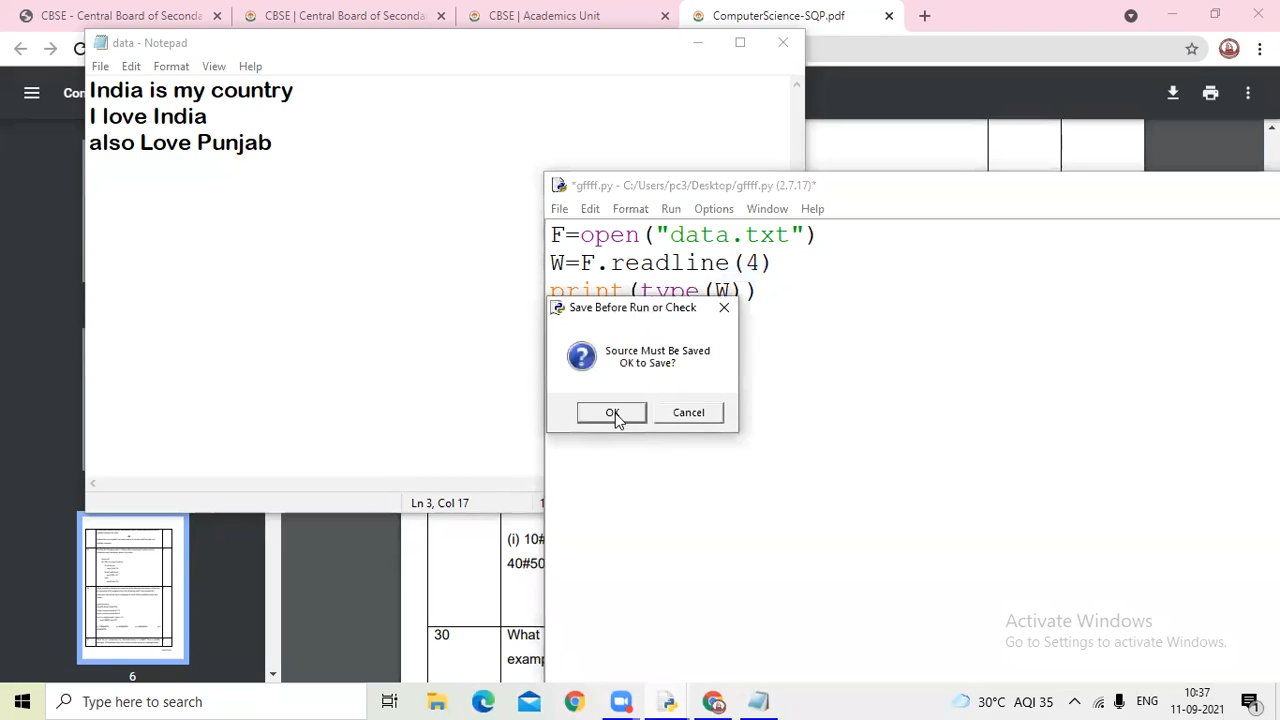 CBSE - Central Board of Seconda
CBSE | Central Board of Seconda
CBSE | Academics Unit
ComputerScience-SQP.pdf
data - Notepad
File Edit Format View Help
Co
India is my country
I love India
also Love Punjab
*gffff.py - C:/Users/pc3/Desktop/gffff.py (2.7.17)*
File Edit Format Run Options Window Help
F=open("data.txt")
W=F.readline(4)
print(type(W))
Save Before Run or Check
Source Must Be Saved
OK to Save?
OK Cancel
Ln 3, Col 17
(i) 10#
40#50
30 What
examp
6
Activate Windows
Go to Settings to activate Windows.
Type here to search
30°C AQI 35
ENG
10:37
11-09-2021
1